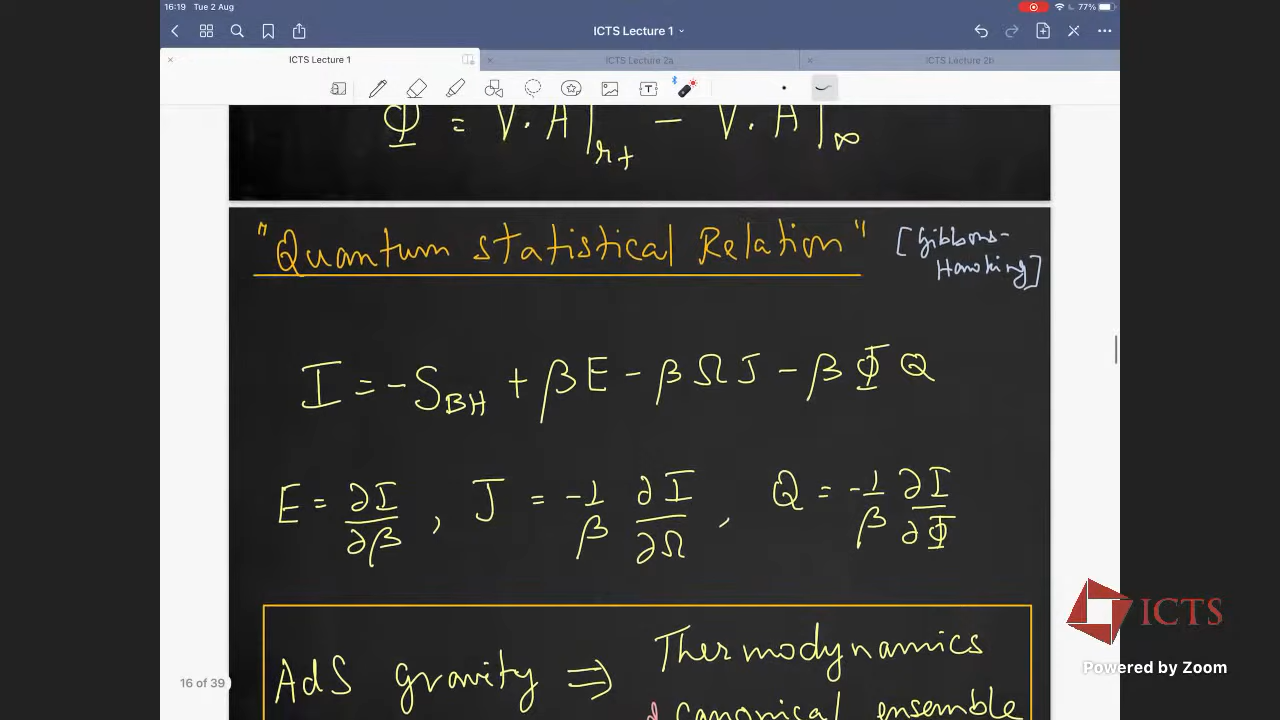 16:19 Tue 2 Aug
77%
ICTS Lecture 1
ICTS Lecture 1
ICTS Lecture 2a
ICTS Lecture 2b
Φ = V·A|r+ − V·A|∞
"Quantum statistical Relation"
[Gibbons-
Hawking]
I = -S_BH + βE - βΩJ - βΦQ
E = ∂I/∂β , J = -1/β ∂I/∂Ω , Q = -1/β ∂I/∂Φ
AdS gravity ⇒ Thermodynamics
canonical ensemble
16 of 39
ICTS
Powered by Zoom